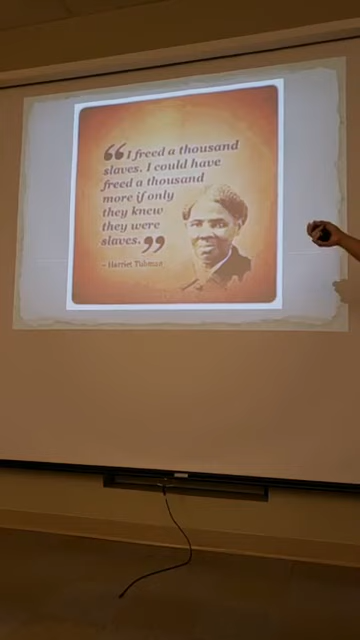 “I freed a thousand
slaves. I could have
freed a thousand
more if only
they knew
they were
slaves.”
– Harriet Tubman